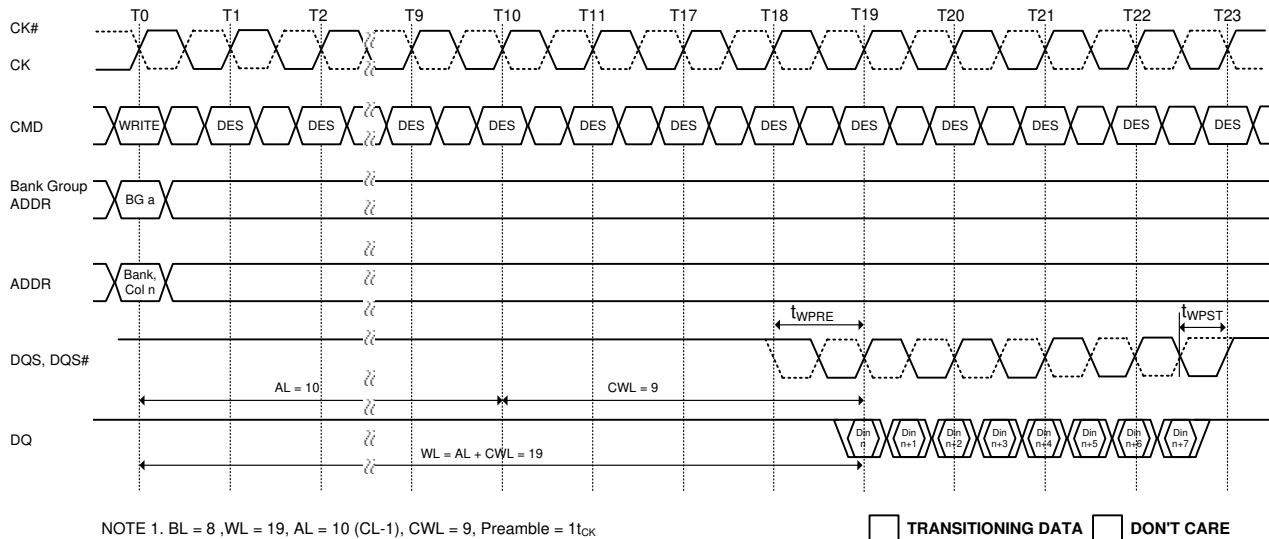 T0 T1 T2 T9 T10 T11 T17 T18 T19 T20 T21 T22 T23
CK#
CK
CMD WRITE DES DES DES DES DES DES DES DES DES DES DES DES
Bank Group
ADDR
BG a
ADDR
Bank,
Col n
tWPRE tWPST
DQS, DQS#
AL = 10 CWL = 9
DQ
Din n Din n+1 Din n+2 Din n+3 Din n+4 Din n+5 Din n+6 Din n+7
WL = AL + CWL = 19
NOTE 1. BL = 8 ,WL = 19, AL = 10 (CL-1), CWL = 9, Preamble = 1tCK
TRANSITIONING DATA DON'T CARE